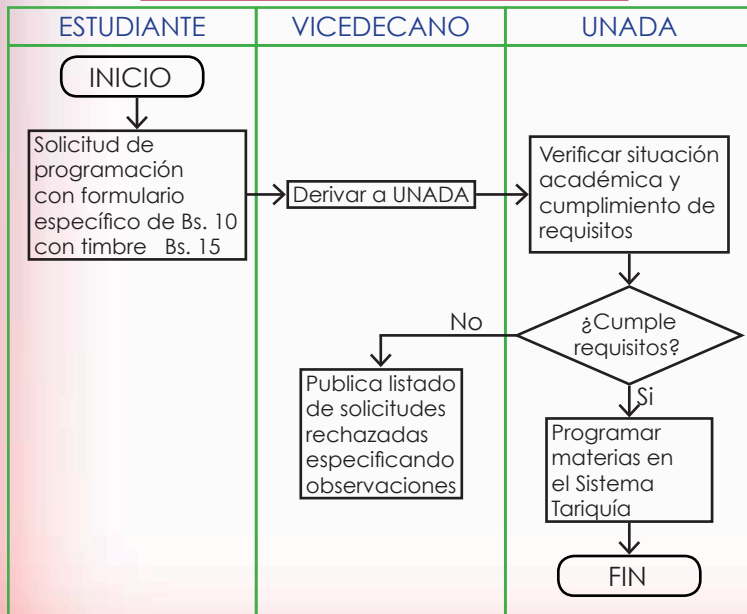 ESTUDIANTE
VICEDECANO
UNADA
INICIO
Solicitud de
programación
con formulario
específico de Bs. 10
con timbre Bs. 15
Derivar a UNADA
Verificar situación
académica y
cumplimiento de
requisitos
¿Cumple
requisitos?
No
Si
Publica listado
de solicitudes
rechazadas
especificando
observaciones
Programar
materias en
el Sistema
Tariquía
FIN